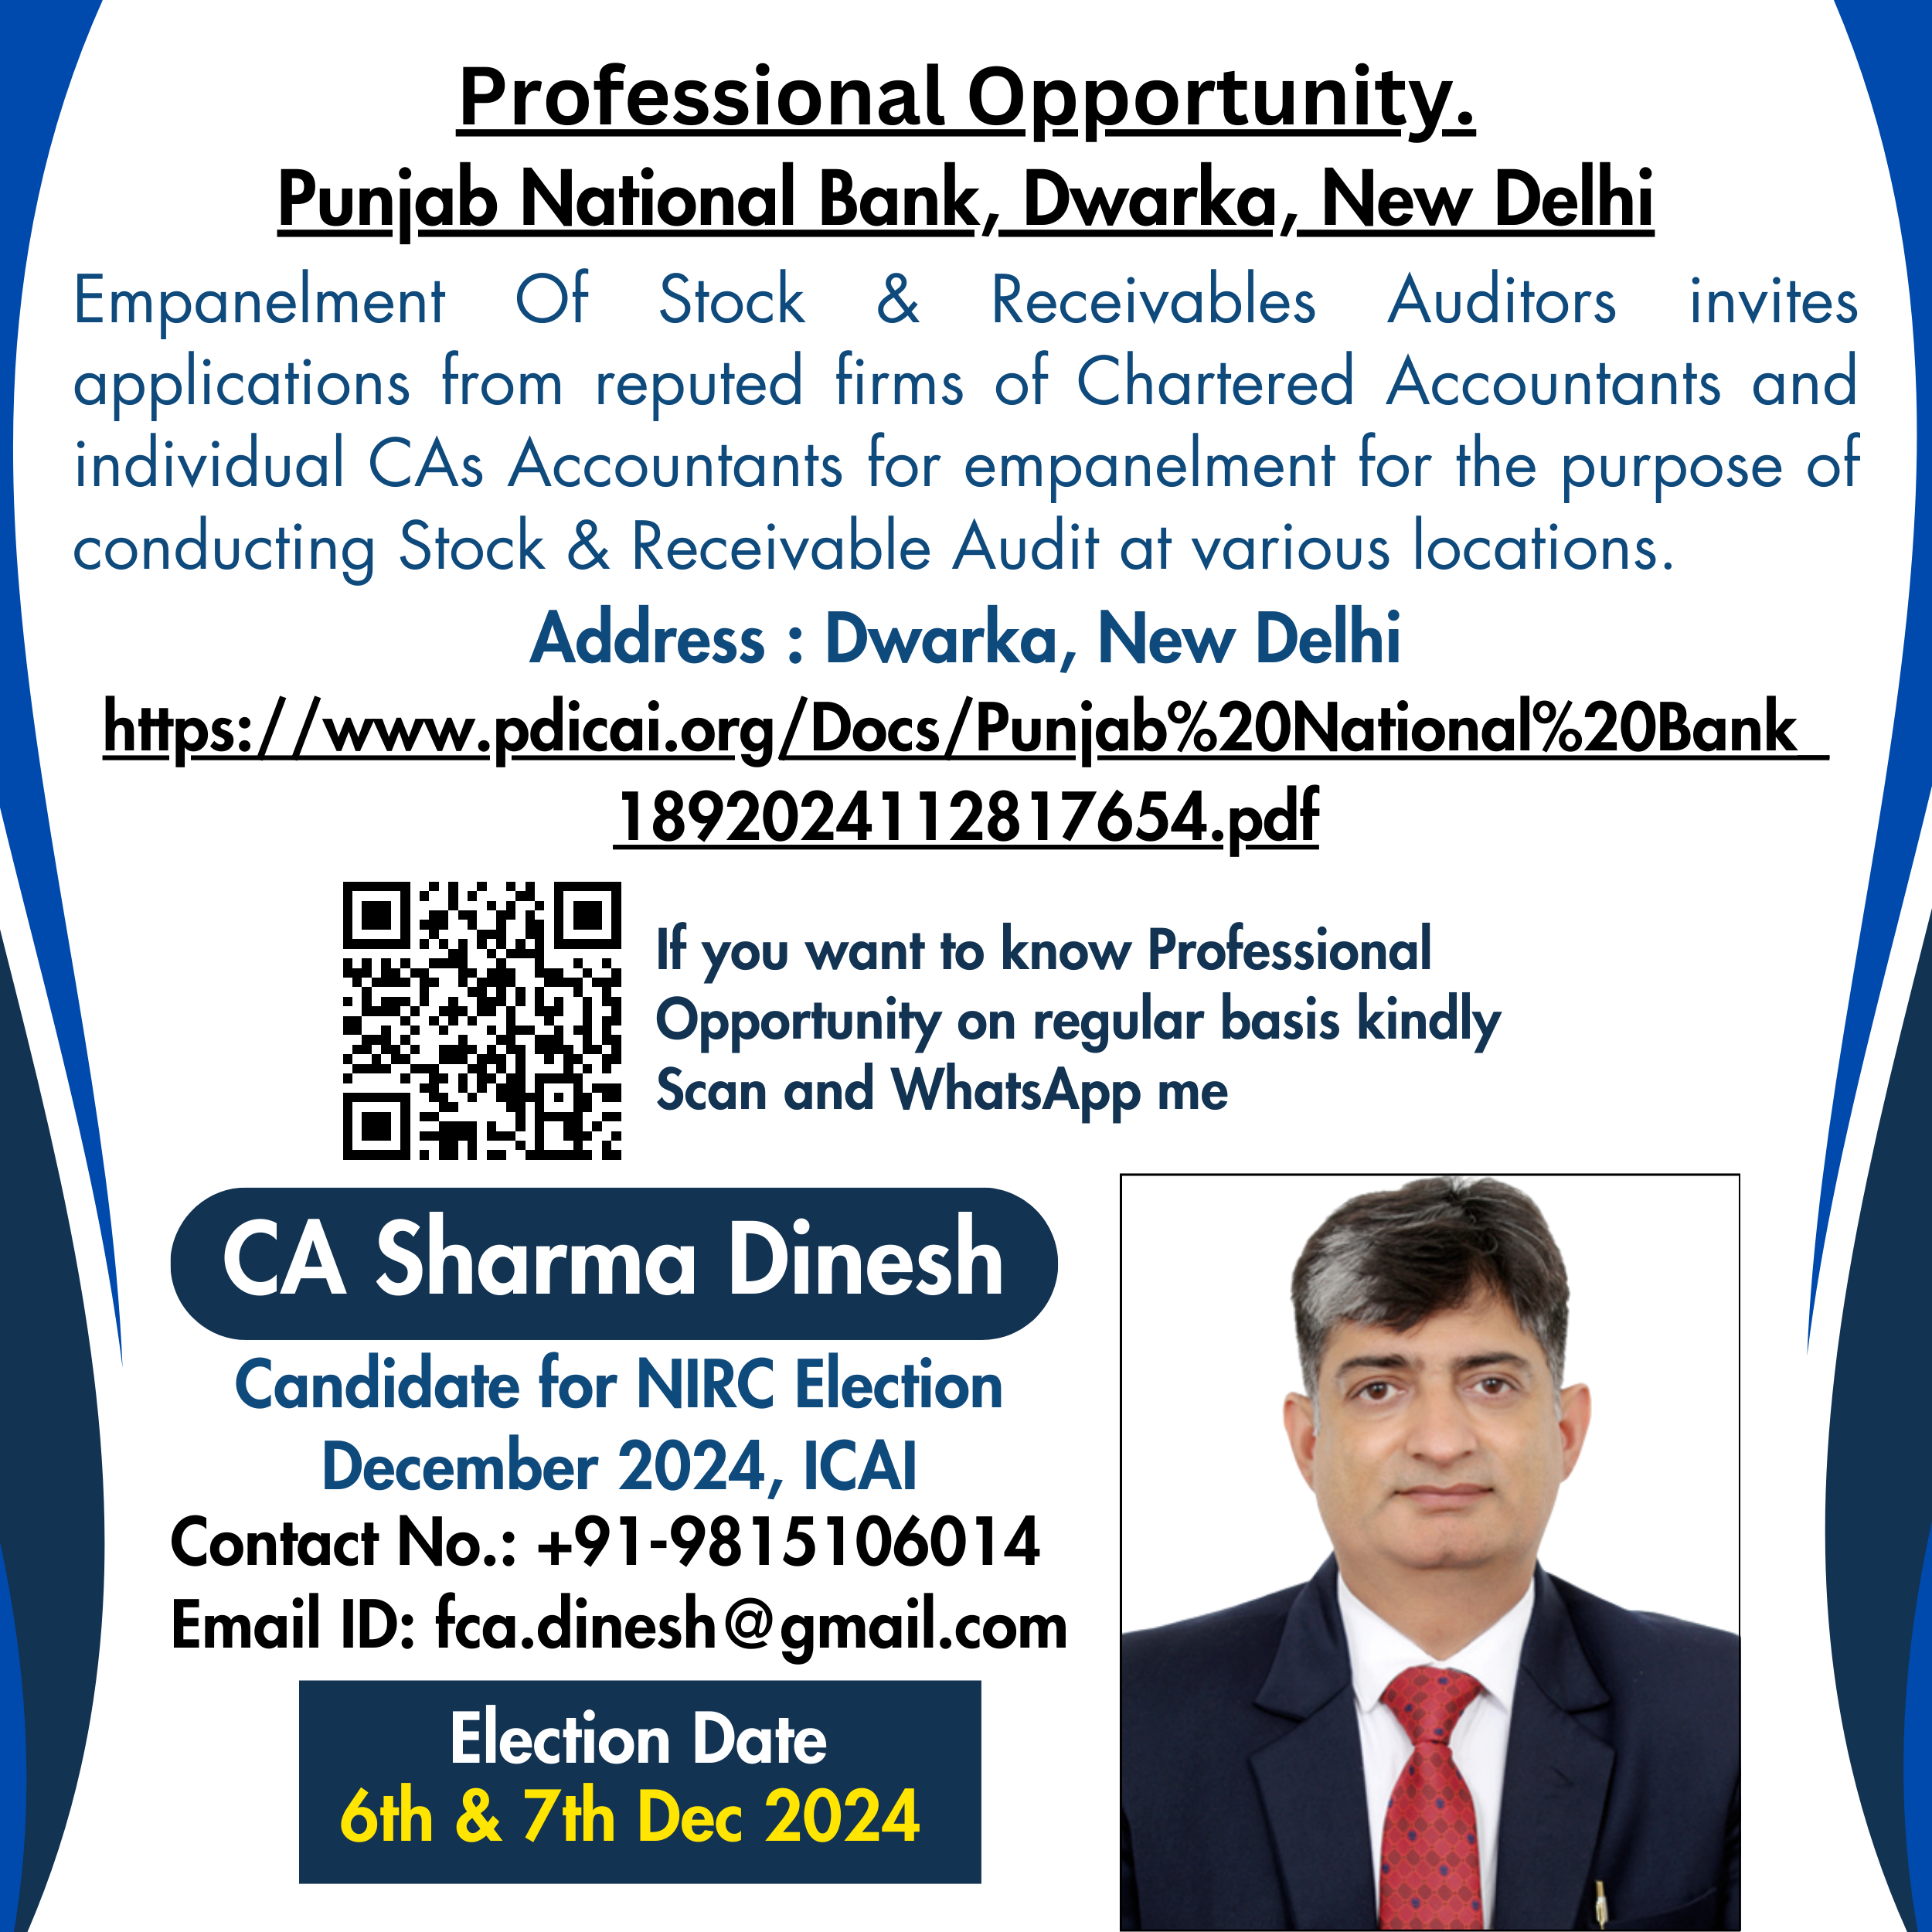 Professional Opportunity.
Punjab National Bank, Dwarka, New Delhi
Empanelment Of Stock & Receivables Auditors invites
applications from reputed firms of Chartered Accountants and
individual CAs Accountants for empanelment for the purpose of
conducting Stock & Receivable Audit at various locations.
Address : Dwarka, New Delhi
https://www.pdicai.org/Docs/Punjab%20National%20Bank_
1892024112817654.pdf
If you want to know Professional
Opportunity on regular basis kindly
Scan and WhatsApp me
CA Sharma Dinesh
Candidate for NIRC Election
December 2024, ICAI
Contact No.: +91-9815106014
Email ID: fca.dinesh@gmail.com
Election Date
6th & 7th Dec 2024